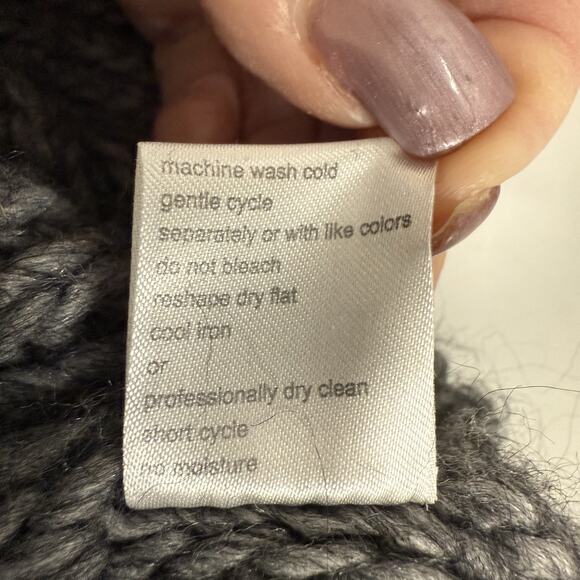 machine wash cold
gentle cycle
separately or with like colors
do not bleach
reshape dry flat
cool iron
or
professionally dry clean
short cycle
no moisture